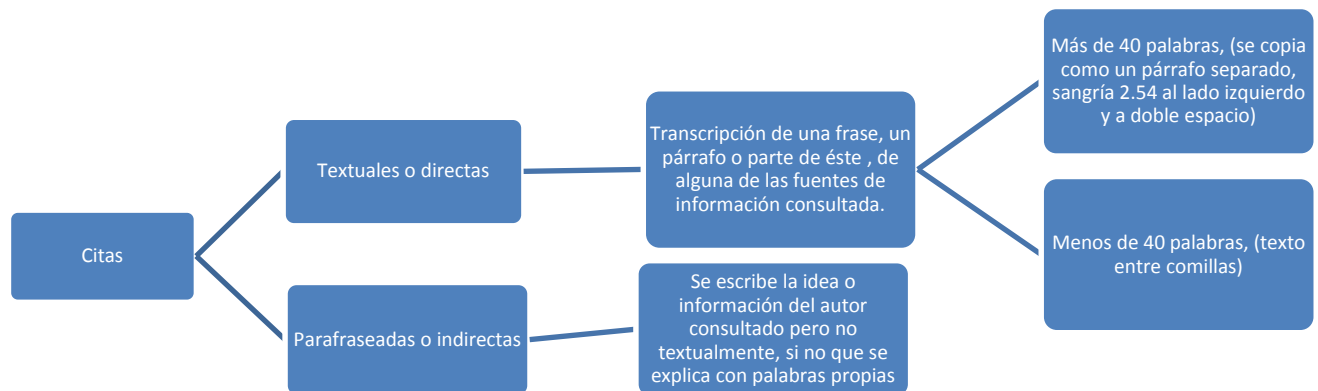 Citas
Textuales o directas
Transcripción de una frase, un
párrafo o parte de éste , de
alguna de las fuentes de
información consultada.
Más de 40 palabras, (se copia
como un párrafo separado,
sangría 2.54 al lado izquierdo
y a doble espacio)
Menos de 40 palabras, (texto
entre comillas)
Parafraseadas o indirectas
Se escribe la idea o
información del autor
consultado pero no
textualmente, si no que se
explica con palabras propias